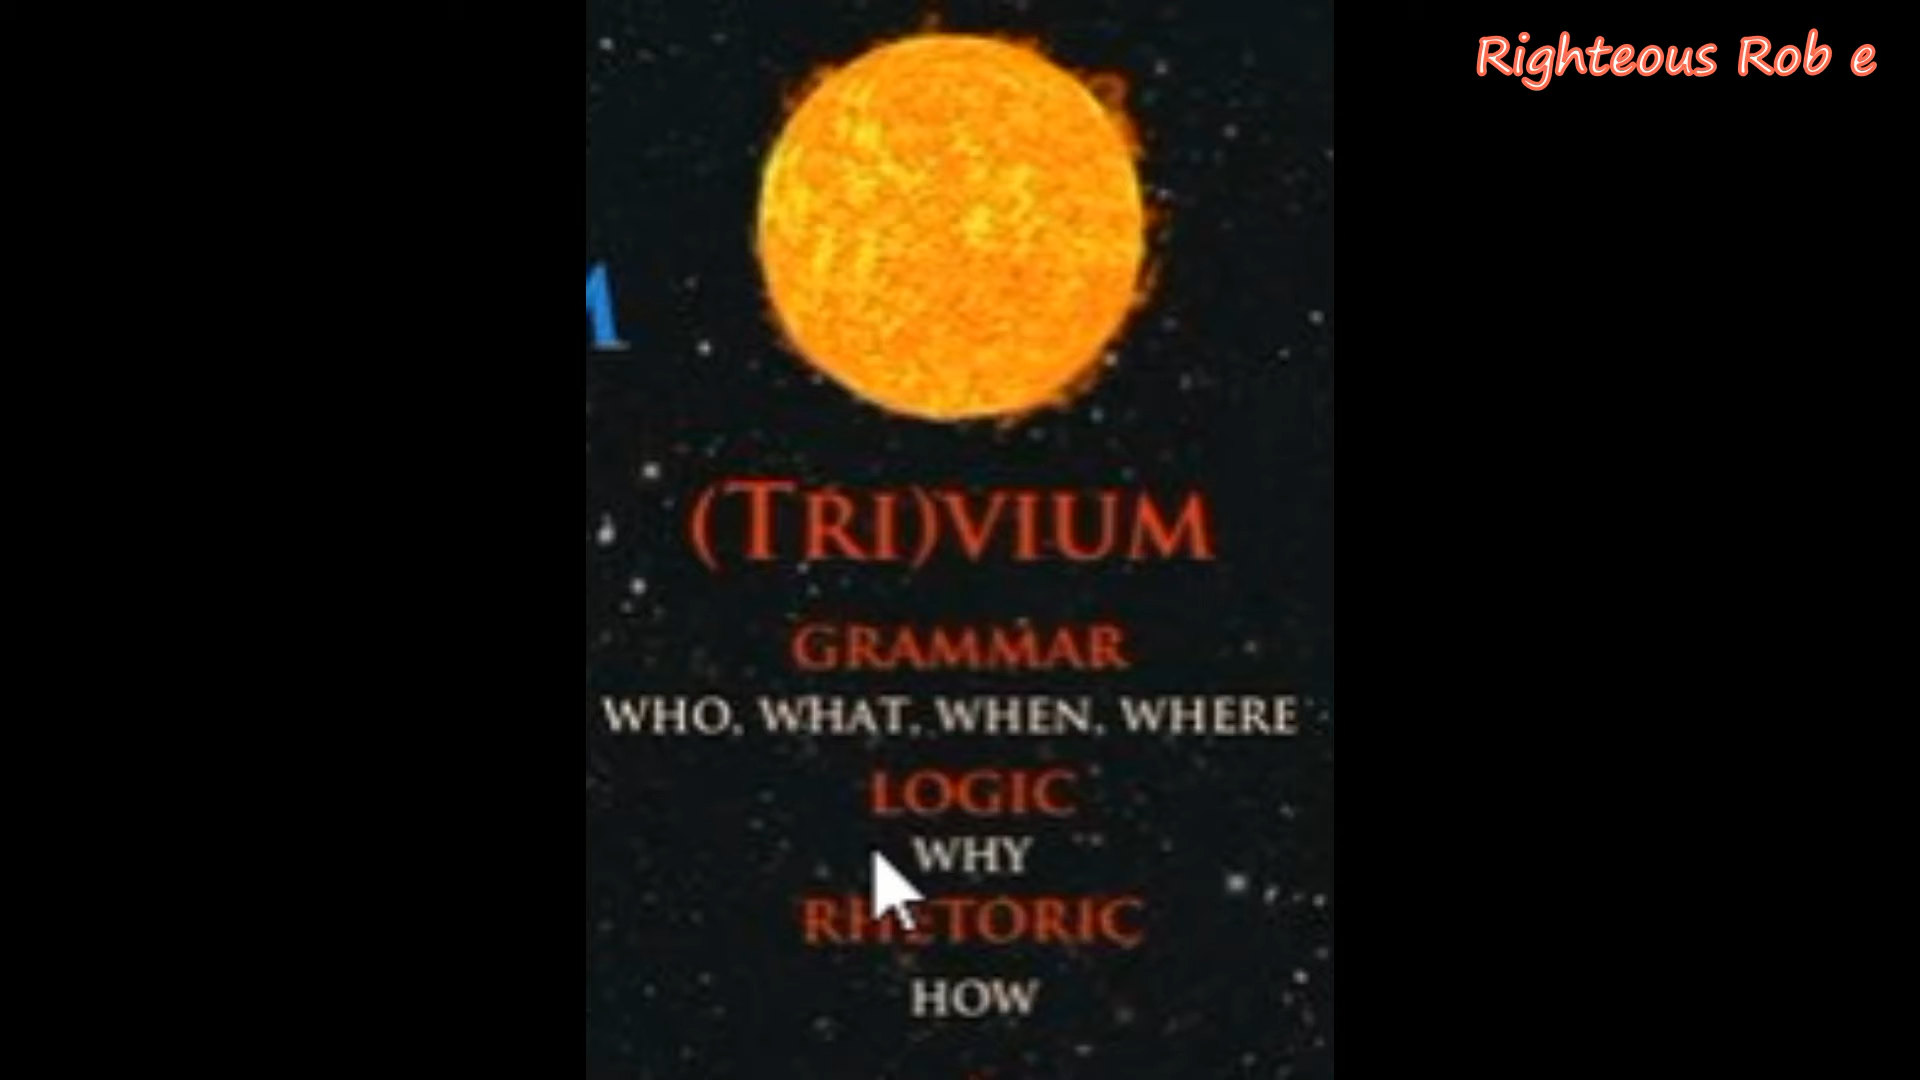 Righteous Rob e
(TRI)VIUM
GRAMMAR
WHO, WHAT, WHEN, WHERE
LOGIC
WHY
RHETORIC
HOW